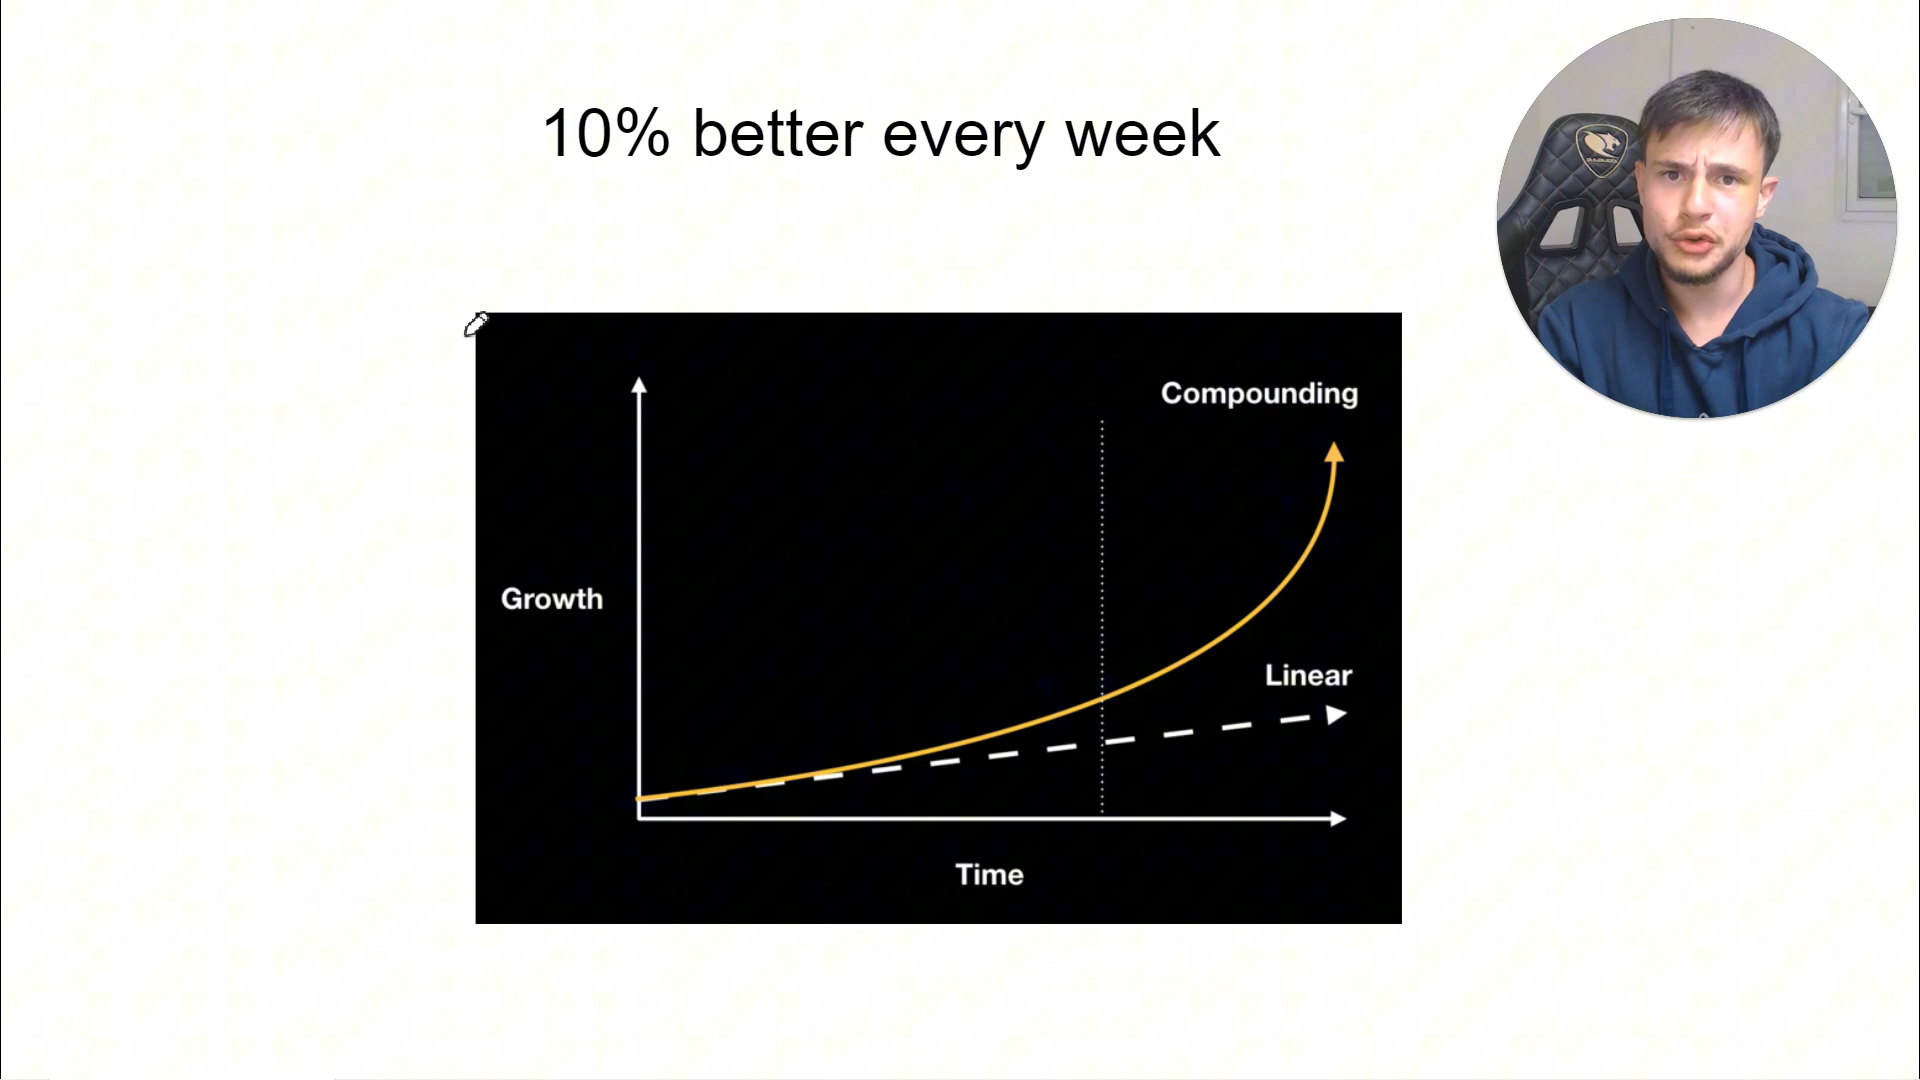 10% better every week
Compounding
Growth
Linear
Time